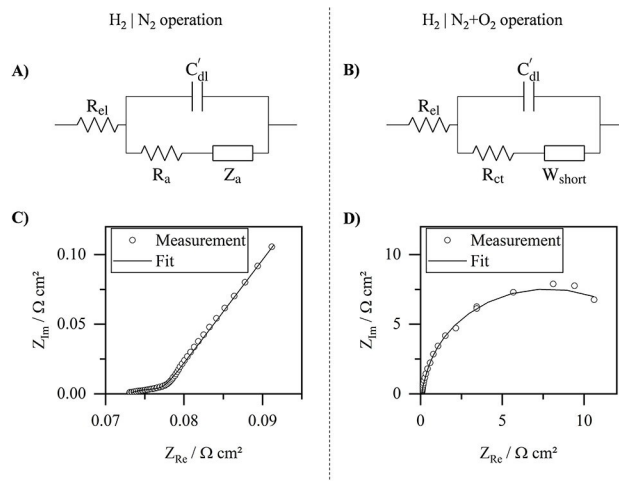 H₂ | N₂ operation
H₂ | N₂+O₂ operation
A)
C'dl
Rel
Ra
Za
B)
C'dl
Rel
Rct
Wshort
C)
Measurement
Fit
0.10
0.05
0.00
ZIm / Ω cm²
0.07
0.08
0.09
ZRe / Ω cm²
D)
Measurement
Fit
10
5
0
ZIm / Ω cm²
0
5
10
ZRe / Ω cm²